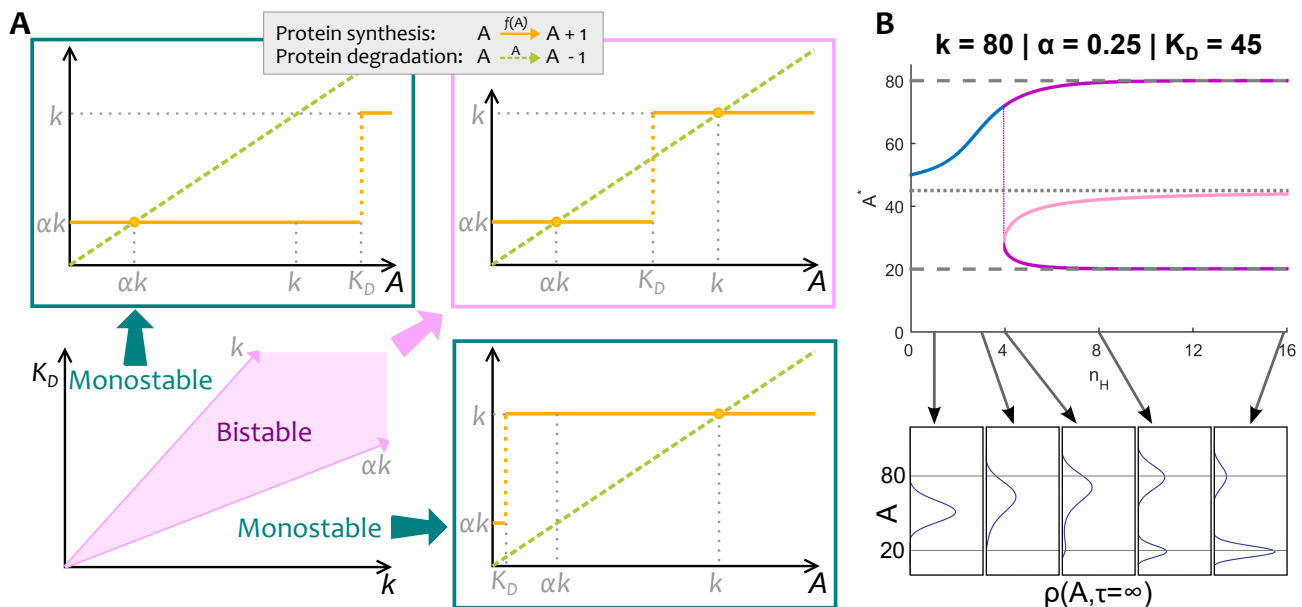 A
Protein synthesis: A f(A) A + 1
Protein degradation: A A A - 1
k
αk
αk
k
K_D
A
k
αk
αk
K_D
k
A
K_D
k
Monostable
Bistable
αk
Monostable
k
k
αk
K_D
αk
k
A
B
k = 80 | α = 0.25 | K_D = 45
80
60
A*
40
20
0
0
4
8
12
16
n_H
A
80
20
ρ(A,τ=∞)